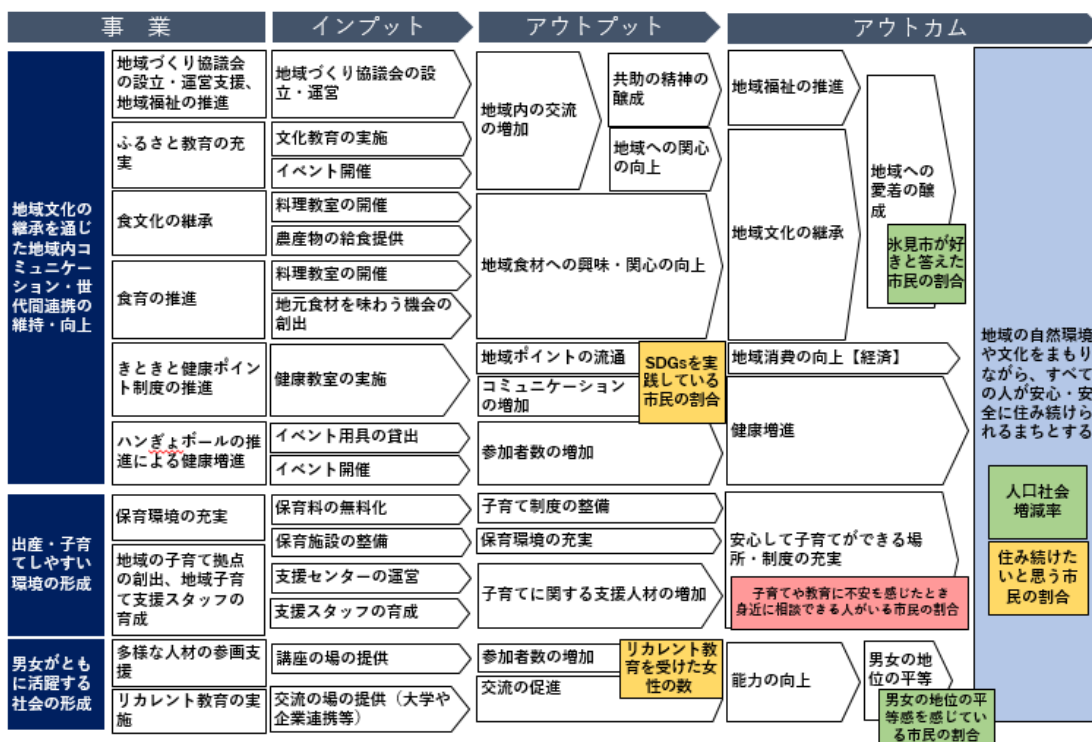 事　業
インプット
アウトプット
アウトカム
地域文化の
継承を通じ
た地域内コ
ミュニケー
ション・世
代間連携の
維持・向上
地域づくり協議会
の設立・運営支援、
地域福祉の推進
ふるさと教育の充
実
食文化の継承
食育の推進
きときと健康ポイン
ト制度の推進
ハンぎょボールの推
進による健康増進
地域づくり協議会の設
立・運営
文化教育の実施
イベント開催
料理教室の開催
農産物の給食提供
料理教室の開催
地元食材を味わう機会の
創出
健康教室の実施
イベント用具の貸出
イベント開催
地域内の交流
の増加
共助の精神の
醸成
地域への関心
の向上
地域食材への興味・関心の向上
地域ポイントの流通
コミュニケーション
の増加
SDGsを実
践している
市民の割合
参加者数の増加
地域福祉の推進
地域文化の継承
地域への
愛着の醸
成
氷見市が好
きと答えた
市民の割合
地域消費の向上【経済】
健康増進
地域の自然環境
や文化をまもり
ながら、すべて
の人が安心・安
全に住み続けら
れるまちとする
人口社会
増減率
住み続けた
いと思う市
民の割合
出産・子育
てしやすい
環境の形成
保育環境の充実
地域の子育て拠点
の創出、地域子育
て支援スタッフの
育成
保育料の無料化
保育施設の整備
支援センターの運営
支援スタッフの育成
子育て制度の整備
保育環境の充実
子育てに関する支援人材の増加
安心して子育てができる場
所・制度の充実
子育てや教育に不安を感じたとき
身近に相談できる人がいる市民の割合
男女がとも
に活躍する
社会の形成
多様な人材の参画支
援
リカレント教育の実
施
講座の場の提供
交流の場の提供（大学や
企業連携等）
参加者数の増加
交流の促進
リカレント教
育を受けた女
性の数
能力の向上
男女の地
位の平等
男女の地位の平
等感を感じてい
る市民の割合